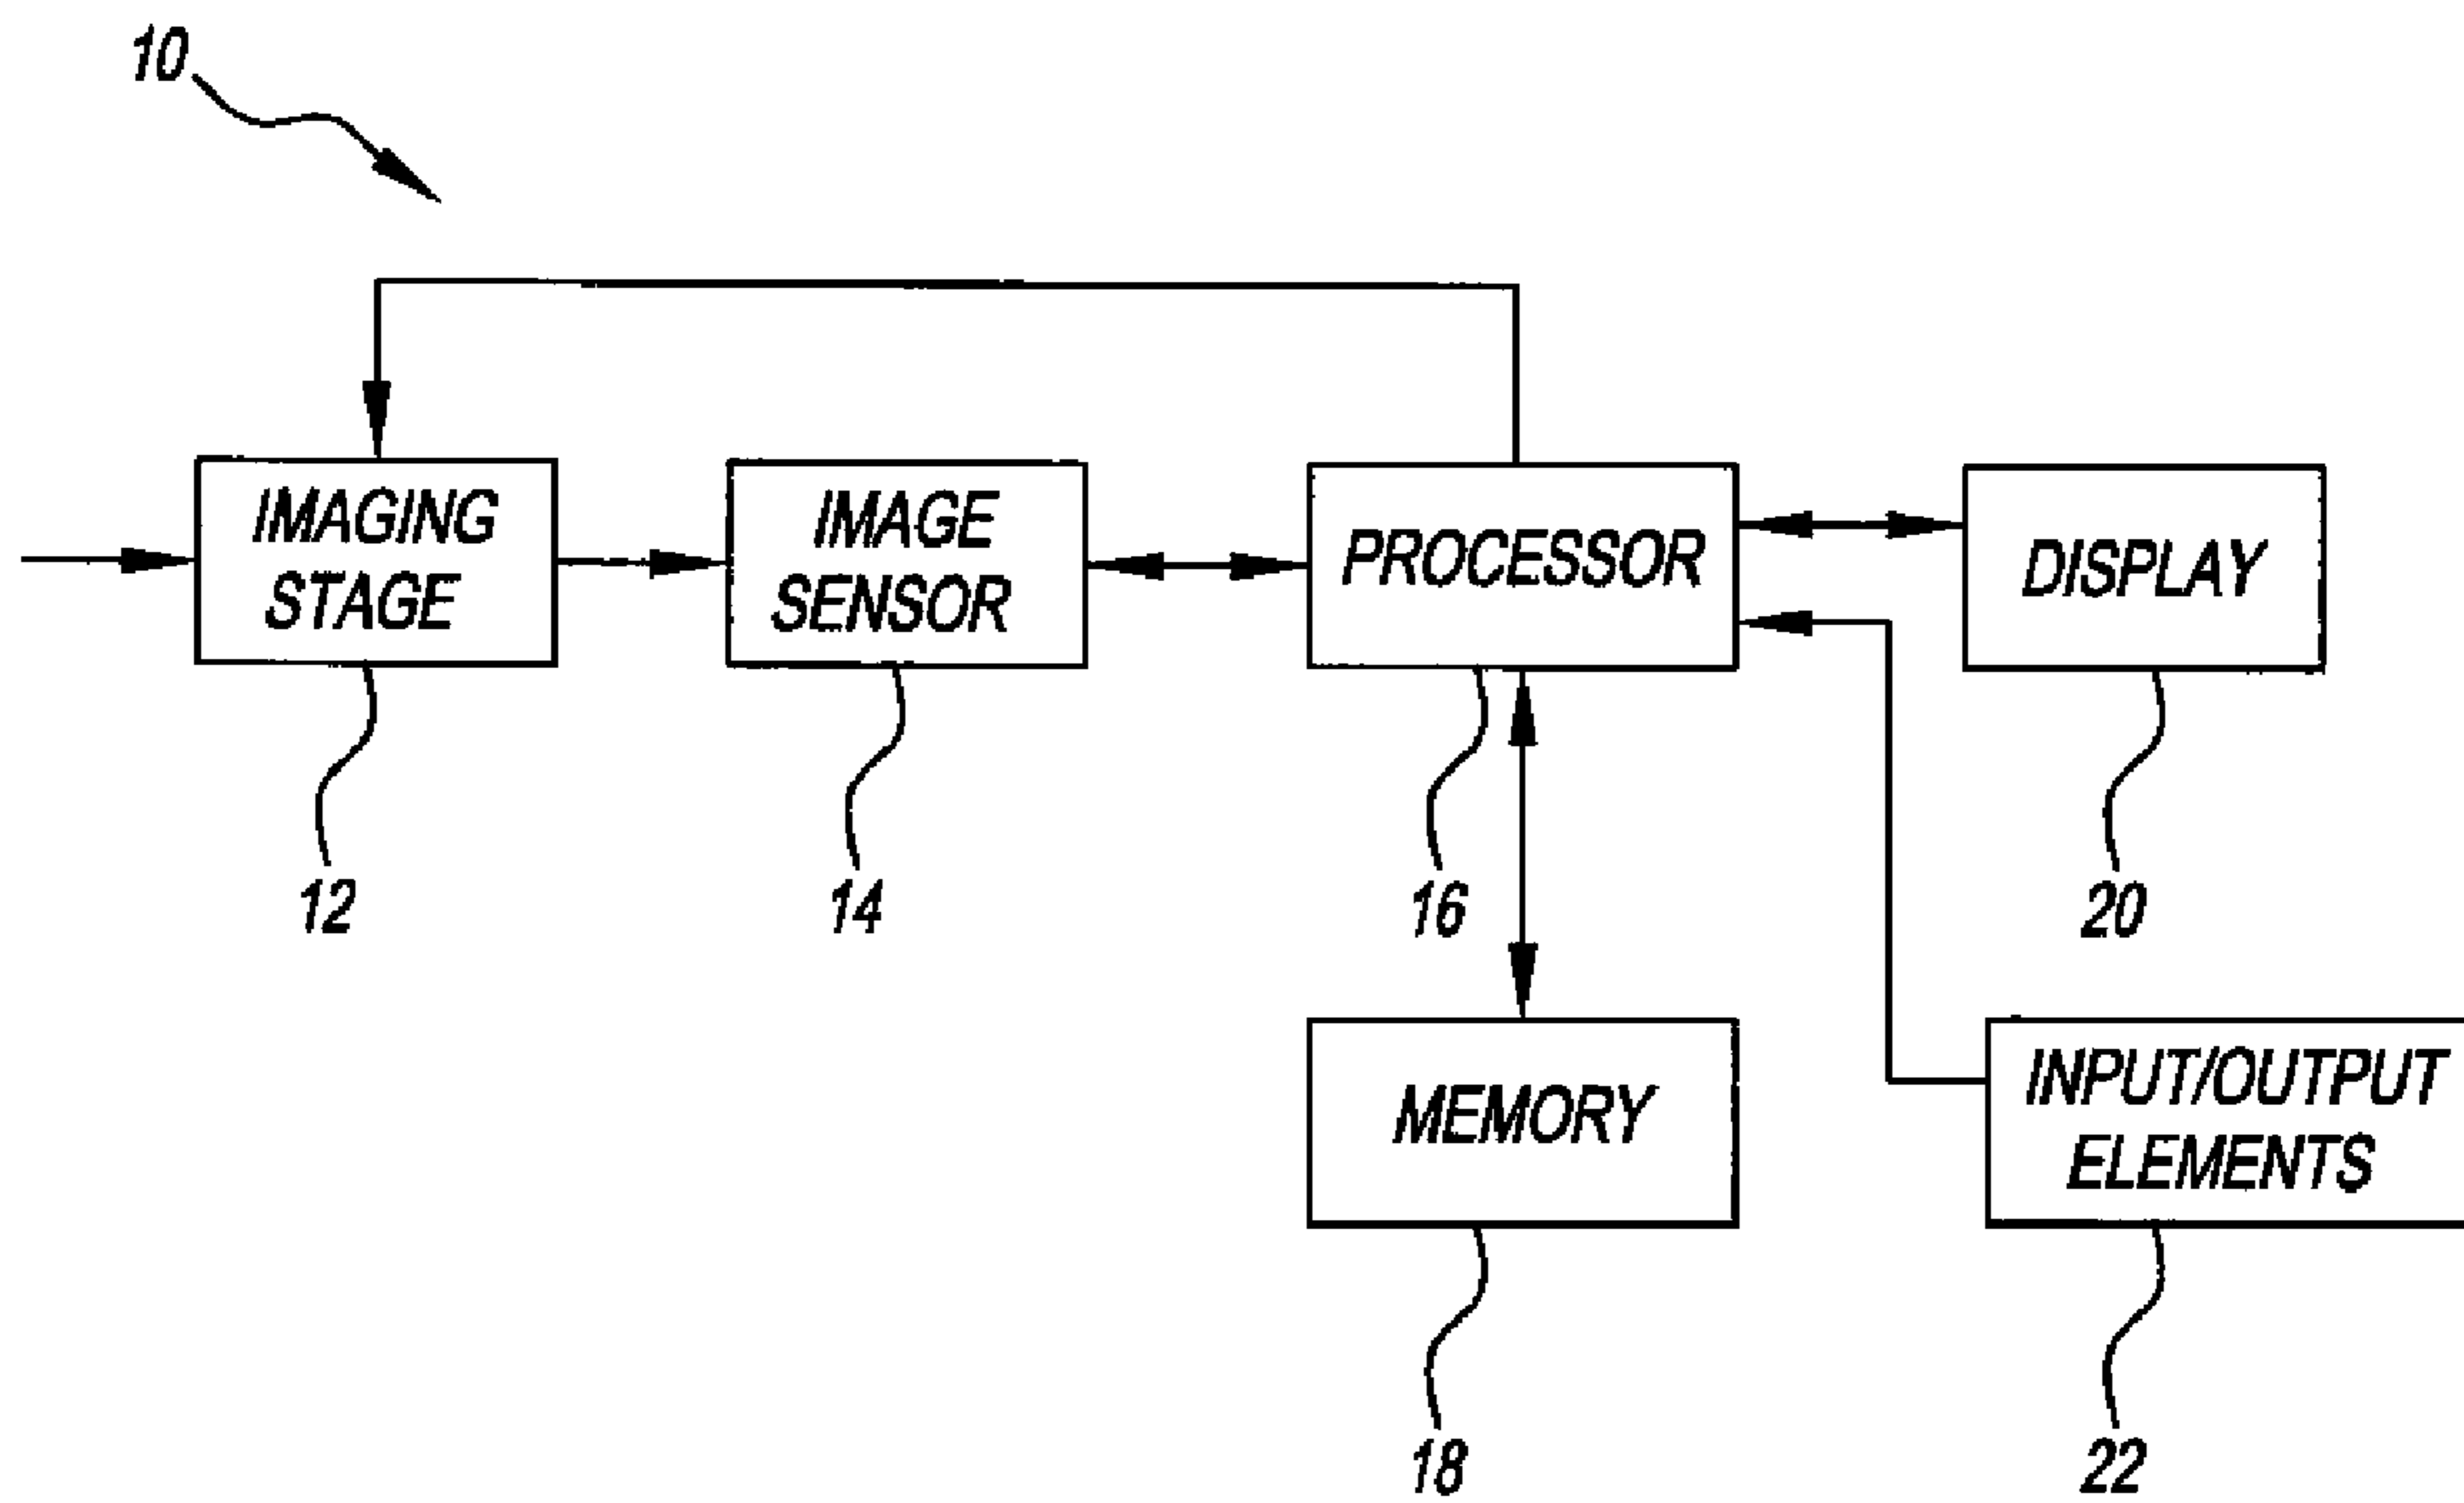 10
IMAGING
STAGE
IMAGE
SENSOR
PROCESSOR
DISPLAY
12
14
16
20
MEMORY
INPUT/OUTPUT
ELEMENTS
18
22